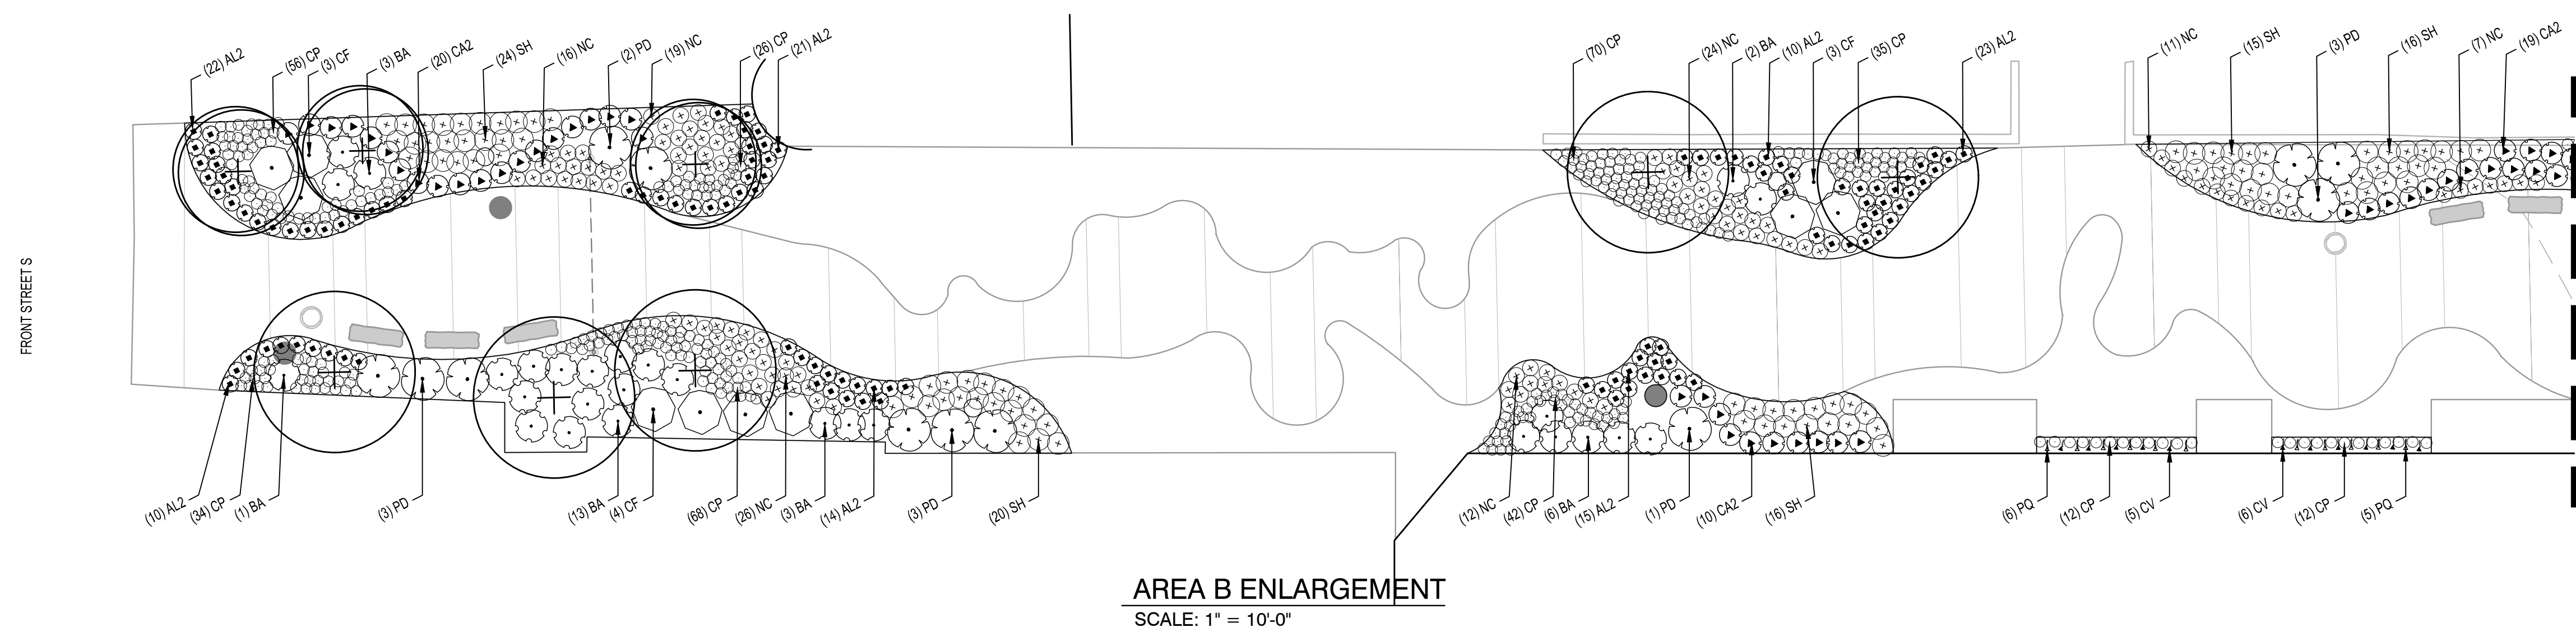 (22) AL2
(56) CP
(3) CF
(3) BA
(20) CA2
(24) SH
(16) NC
(2) PD
(19) NC
(26) CP
(21) AL2
(70) CP
(24) NC
(2) BA
(10) AL2
(3) CF
(35) CP
(23) AL2
(11) NC
(15) SH
(3) PD
(16) SH
(7) NC
(19) CA2
FRONT STREET S
(10) AL2
(34) CP
(1) BA
(3) PD
(13) BA
(4) CF
(68) CP
(26) NC
(3) BA
(14) AL2
(3) PD
(20) SH
(12) NC
(42) CP
(6) BA
(15) AL2
(1) PD
(10) CA2
(16) SH
(6) PQ
(12) CP
(5) CV
(6) CV
(12) CP
(5) PQ
AREA B ENLARGEMENT
SCALE: 1" = 10'-0"